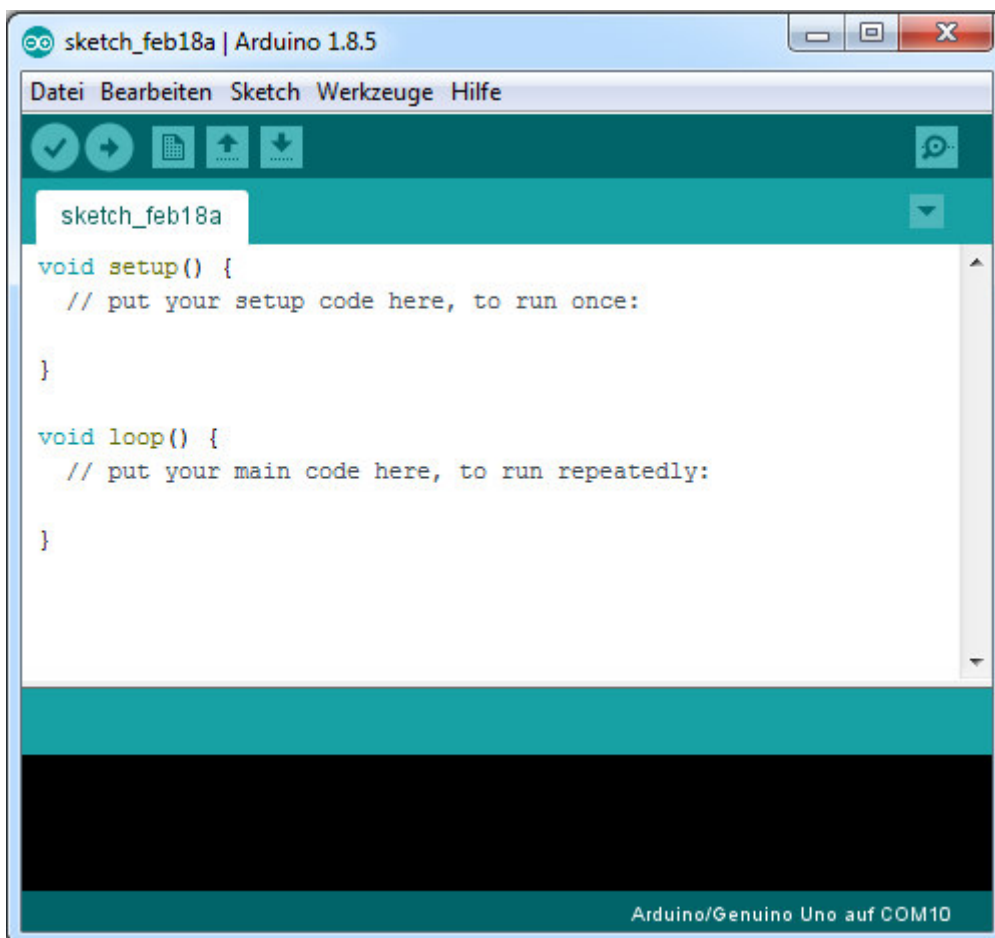 sketch_feb18a | Arduino 1.8.5
Datei Bearbeiten Sketch Werkzeuge Hilfe
sketch_feb18a
void setup() {
  // put your setup code here, to run once:
}
void loop() {
  // put your main code here, to run repeatedly:
}
Arduino/Genuino Uno auf COM10